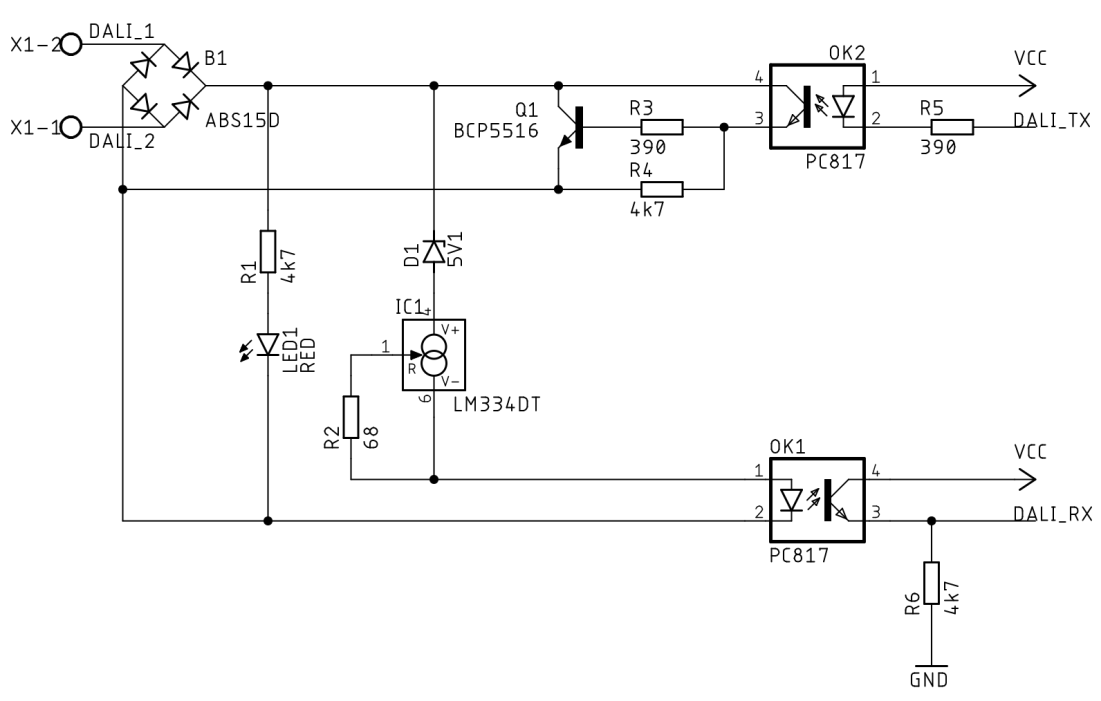 X1-2
DALI_1
B1
X1-1
DALI_2
ABS15D
Q1
BCP5516
R3
390
R4
4k7
OK2
4
3
1
2
PC817
VCC
R5
390
DALI_TX
R1
4k7
LED1
RED
D1
5V1
IC1
4
V+
1
R
V-
6
LM334DT
R2
68
OK1
1
2
4
3
PC817
VCC
DALI_RX
R6
4k7
GND